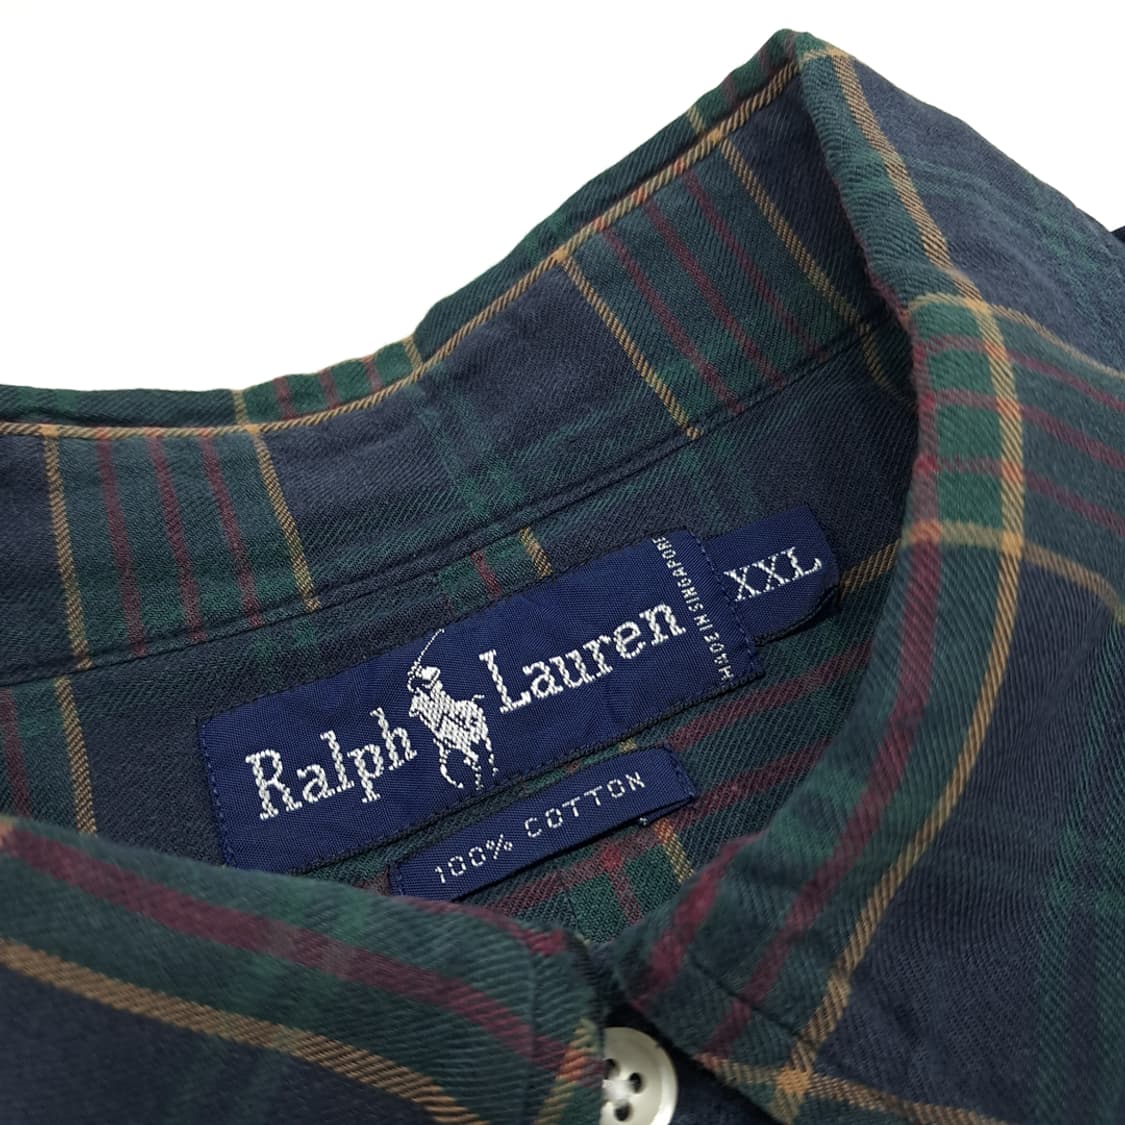 Ralph Lauren
MADE IN SINGAPORE
XXL
100% COTTON